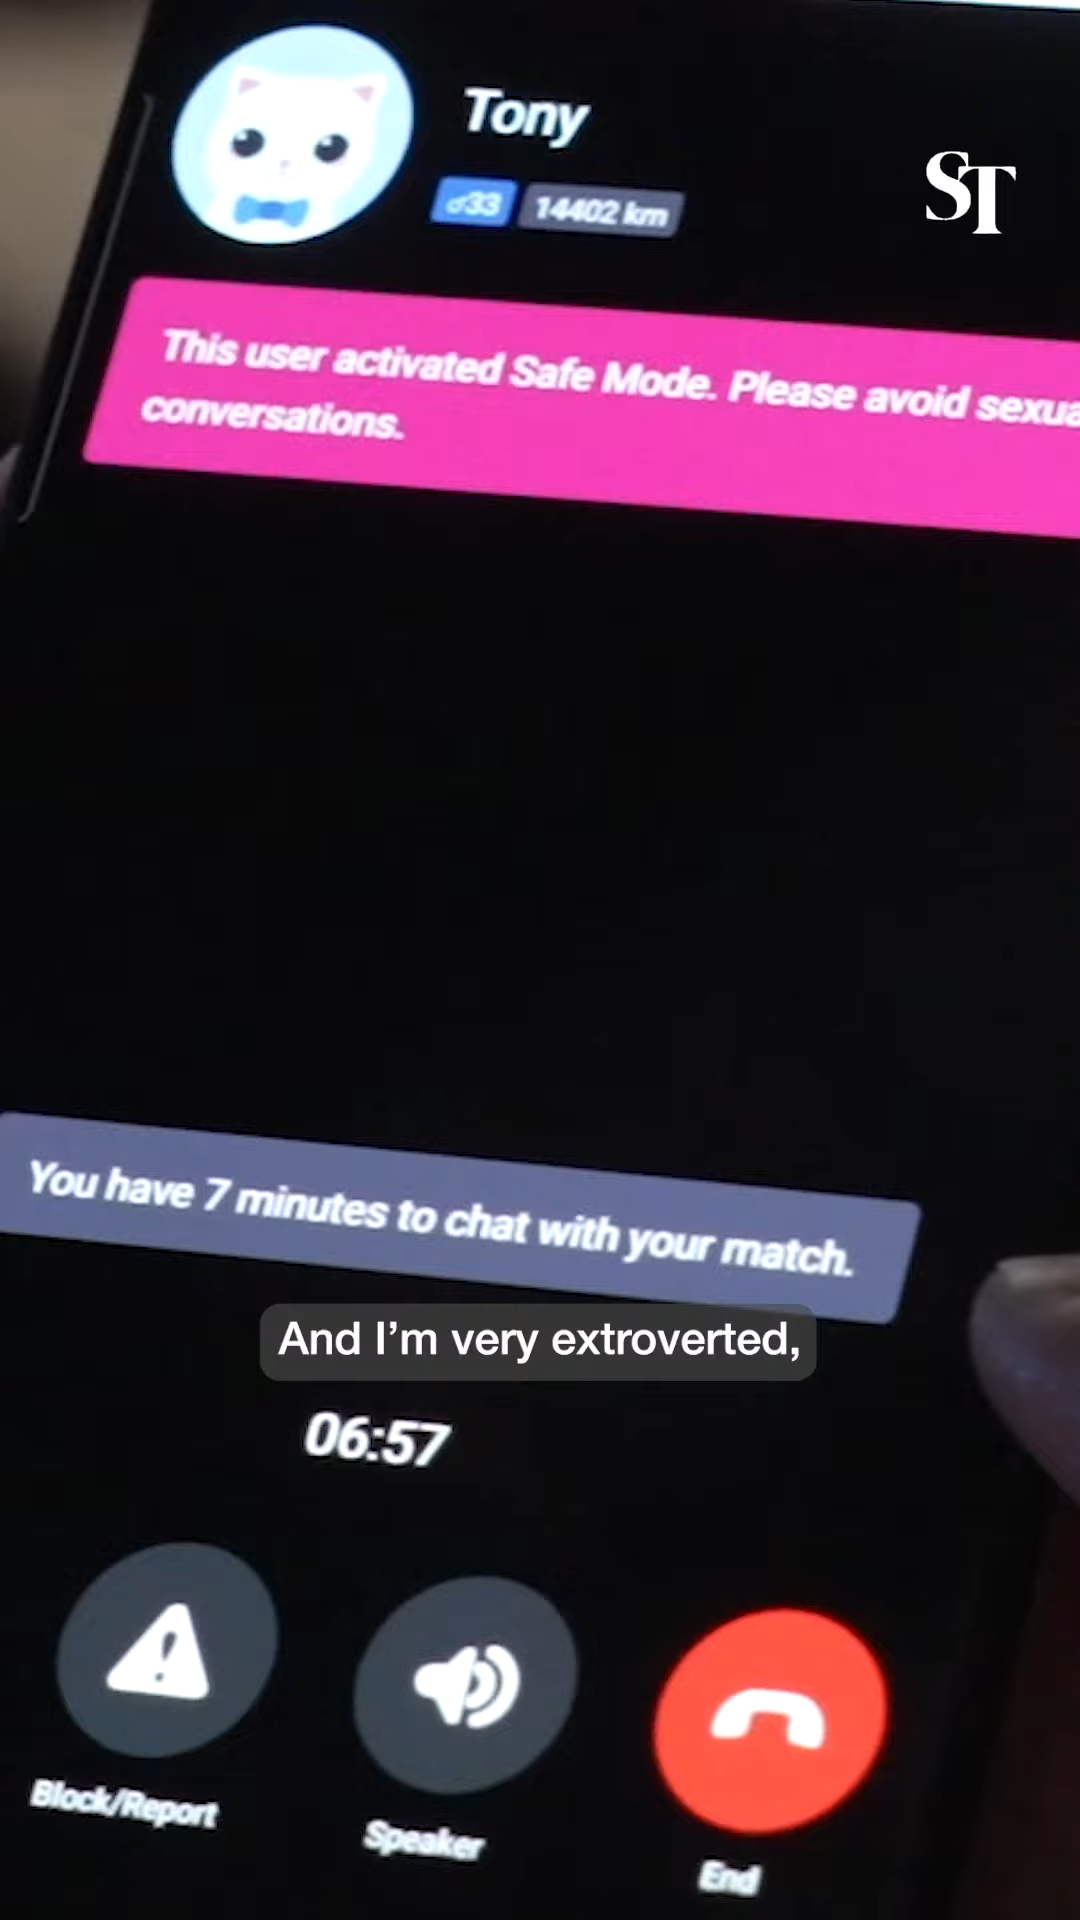 Tony
ST
♂33 14402 km
This user activated Safe Mode. Please avoid sexua
conversations.
You have 7 minutes to chat with your match.
And I'm very extroverted,
06:57
Block/Report
Speaker
End